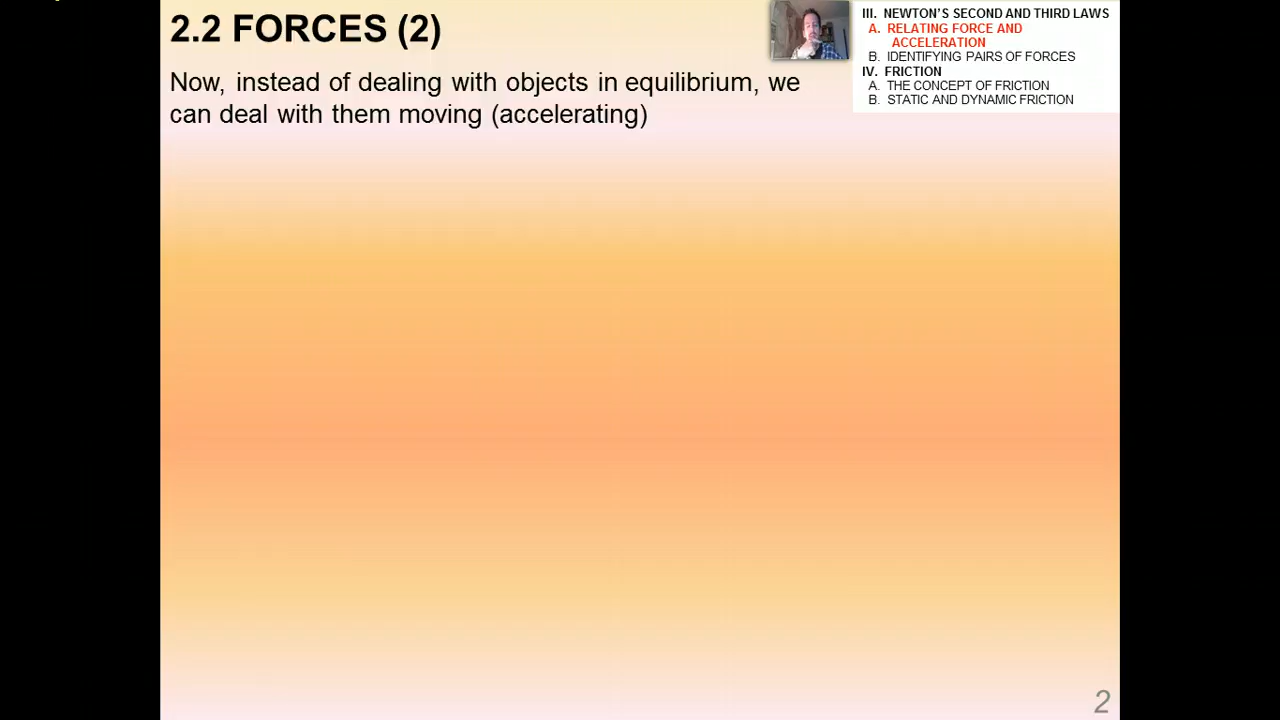 2.2 FORCES (2)
Now, instead of dealing with objects in equilibrium, we
can deal with them moving (accelerating)
III. NEWTON'S SECOND AND THIRD LAWS
A. RELATING FORCE AND
ACCELERATION
B. IDENTIFYING PAIRS OF FORCES
IV. FRICTION
A. THE CONCEPT OF FRICTION
B. STATIC AND DYNAMIC FRICTION
2